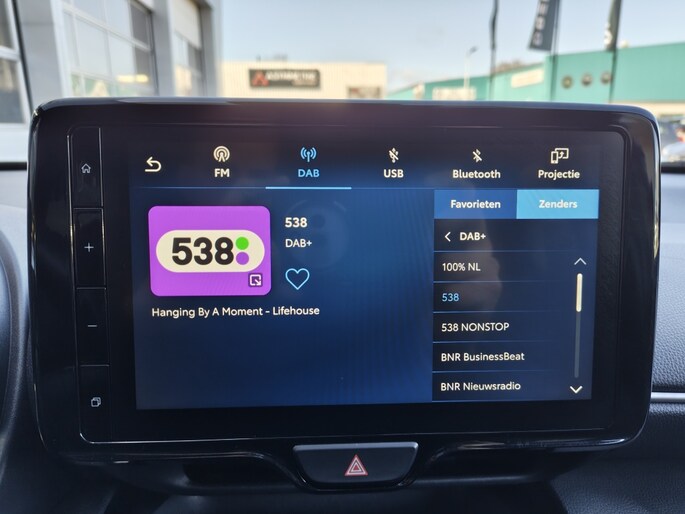 FM
DAB
USB
Bluetooth
Projectie
Favorieten
Zenders
538
538
DAB+
Hanging By A Moment - Lifehouse
DAB+
100% NL
538
538 NONSTOP
BNR BusinessBeat
BNR Nieuwsradio